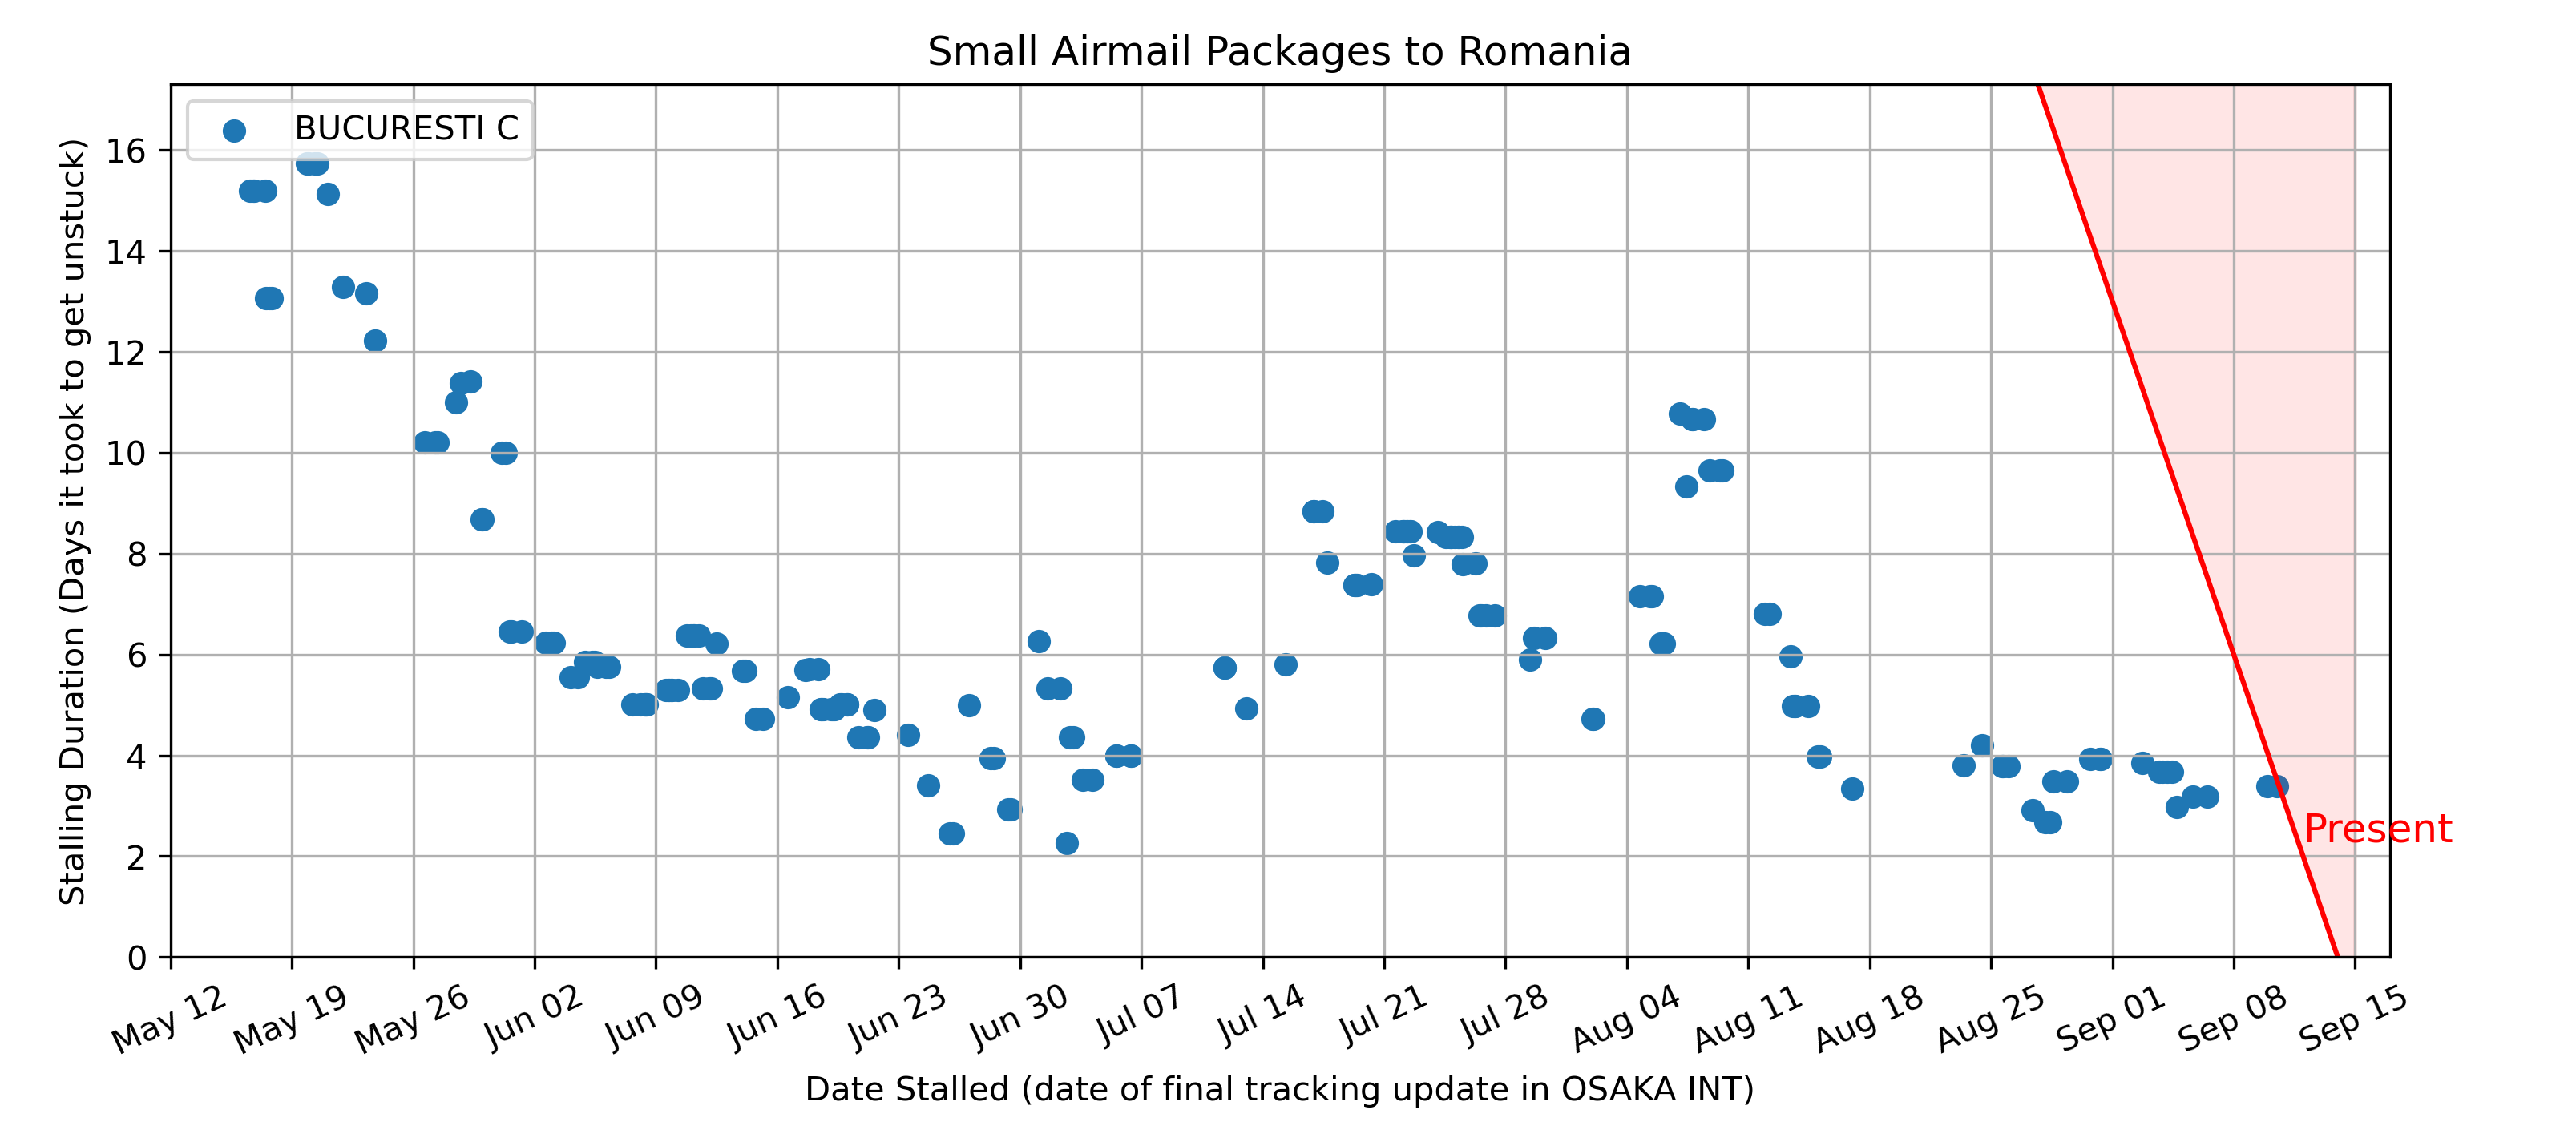 Small Airmail Packages to Romania
BUCURESTI C
Stalling Duration (Days it took to get unstuck)
16
14
12
10
8
6
4
2
0
Present
May 12 May 19 May 26 Jun 02 Jun 09 Jun 16 Jun 23 Jun 30 Jul 07 Jul 14 Jul 21 Jul 28 Aug 04 Aug 11 Aug 18 Aug 25 Sep 01 Sep 08 Sep 15
Date Stalled (date of final tracking update in OSAKA INT)